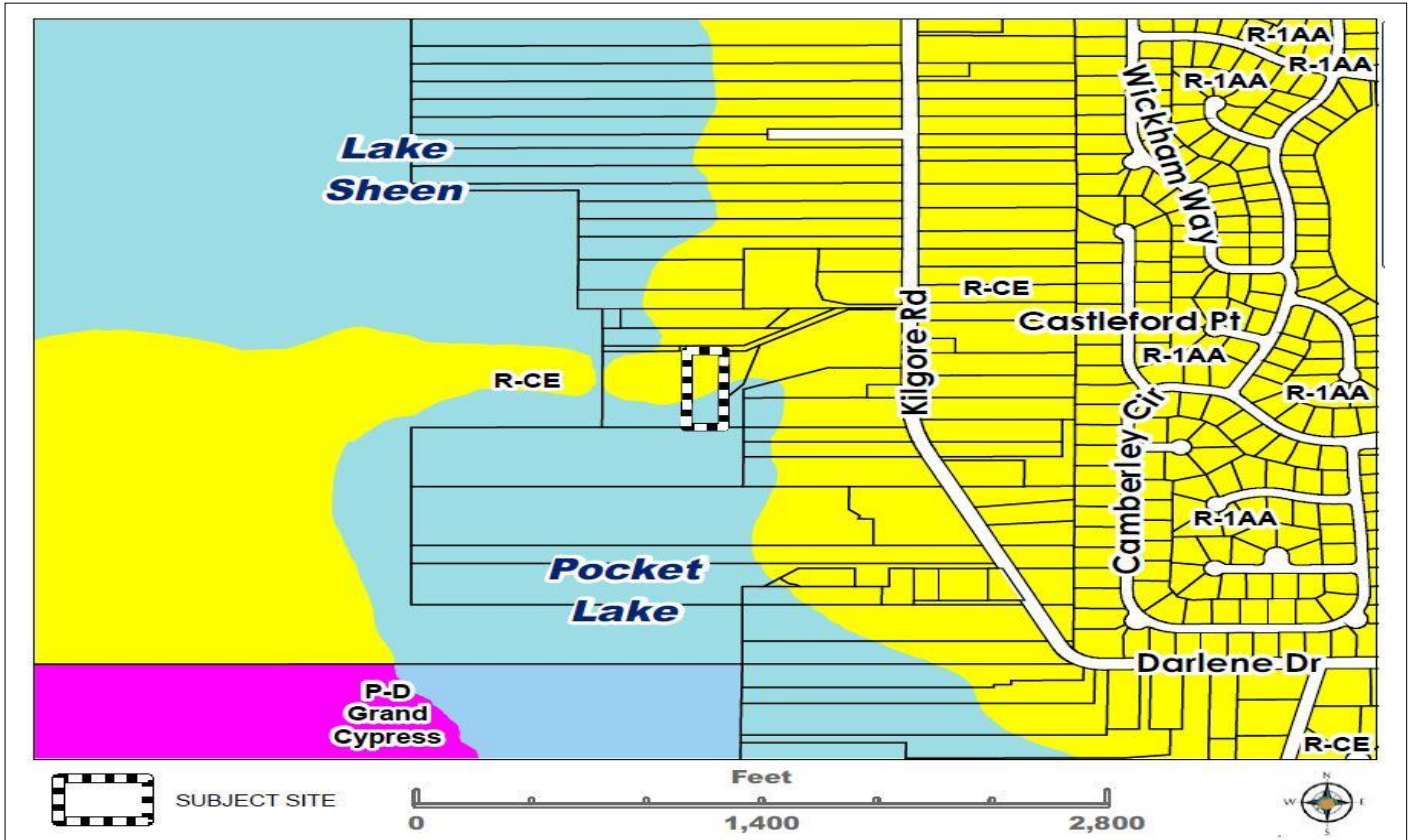 R-1AA
R-1AA
R-1AA
Wickham Way
Lake
Sheen
R-CE
Kilgore Rd
Castleford Pt
R-1AA
R-CE
R-1AA
Camberley Cir
R-1AA
Pocket
Lake
Darlene Dr
P-D
Grand
Cypress
R-CE
SUBJECT SITE
Feet
0
1,400
2,800
N
W
E
S